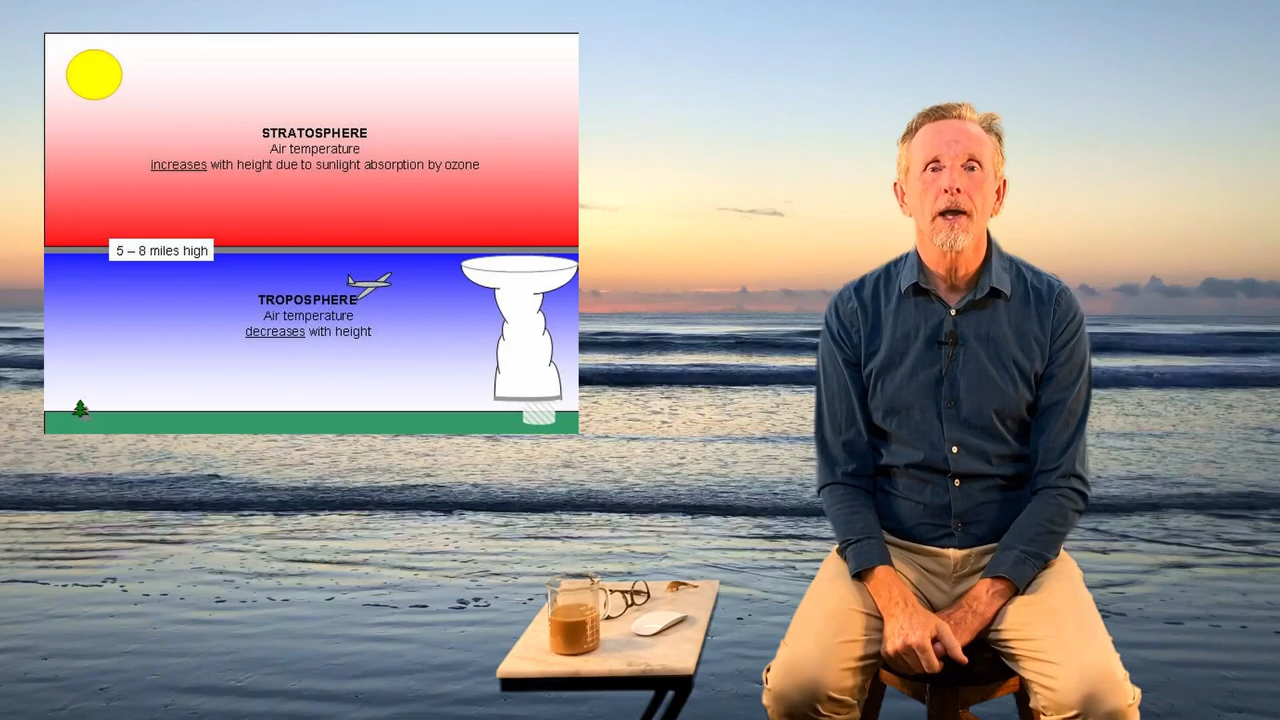 STRATOSPHERE
Air temperature
increases with height due to sunlight absorption by ozone
5 – 8 miles high
TROPOSPHERE
Air temperature
decreases with height